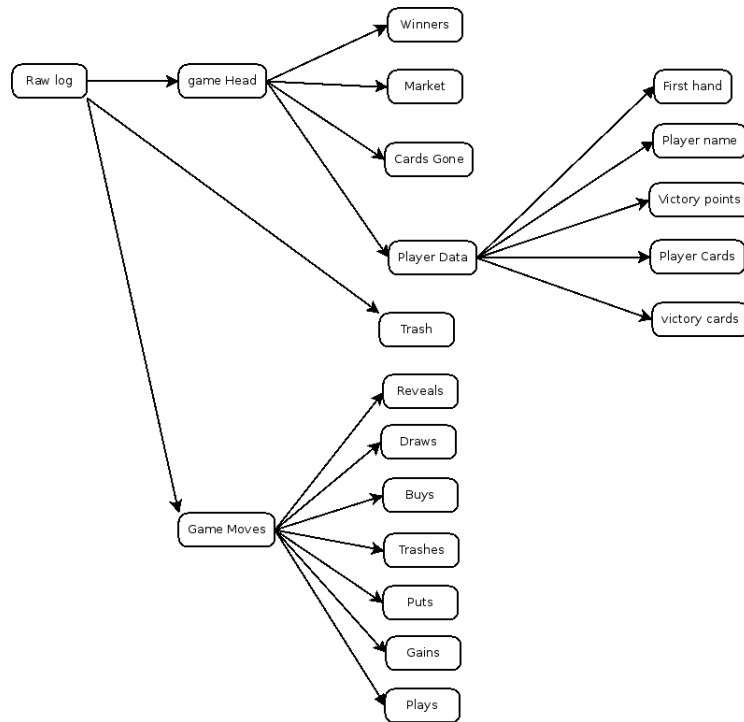 Raw log
game Head
Winners
Market
Cards Gone
Player Data
First hand
Player name
Victory points
Player Cards
victory cards
Trash
Game Moves
Reveals
Draws
Buys
Trashes
Puts
Gains
Plays